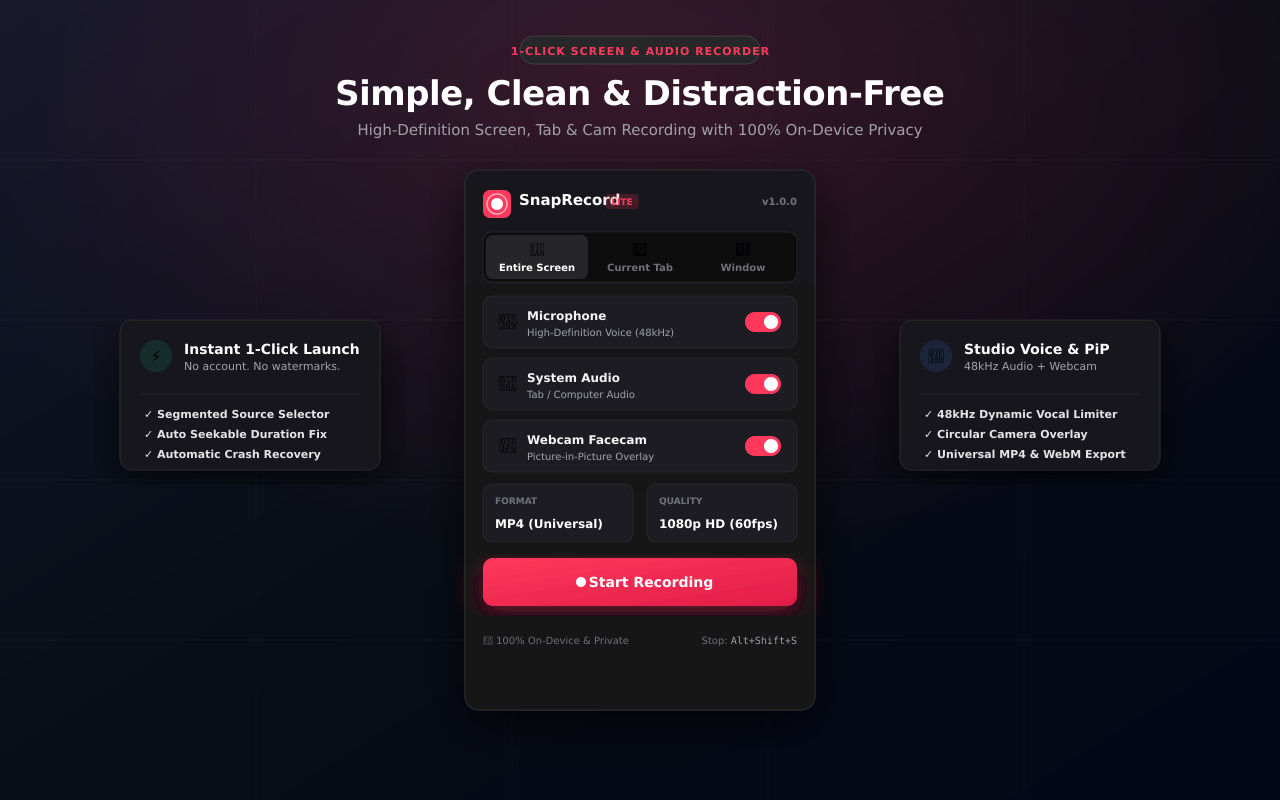 1-CLICK SCREEN & AUDIO RECORDER
Simple, Clean & Distraction-Free
High-Definition Screen, Tab & Cam Recording with 100% On-Device Privacy
SnapRecord LITE
v1.0.0
Entire Screen
Current Tab
Window
Microphone
High-Definition Voice (48kHz)
System Audio
Tab / Computer Audio
Webcam Facecam
Picture-in-Picture Overlay
FORMAT
MP4 (Universal)
QUALITY
1080p HD (60fps)
Start Recording
100% On-Device & Private
Stop: Alt+Shift+S
Instant 1-Click Launch
No account. No watermarks.
✓ Segmented Source Selector
✓ Auto Seekable Duration Fix
✓ Automatic Crash Recovery
Studio Voice & PiP
48kHz Audio + Webcam
✓ 48kHz Dynamic Vocal Limiter
✓ Circular Camera Overlay
✓ Universal MP4 & WebM Export